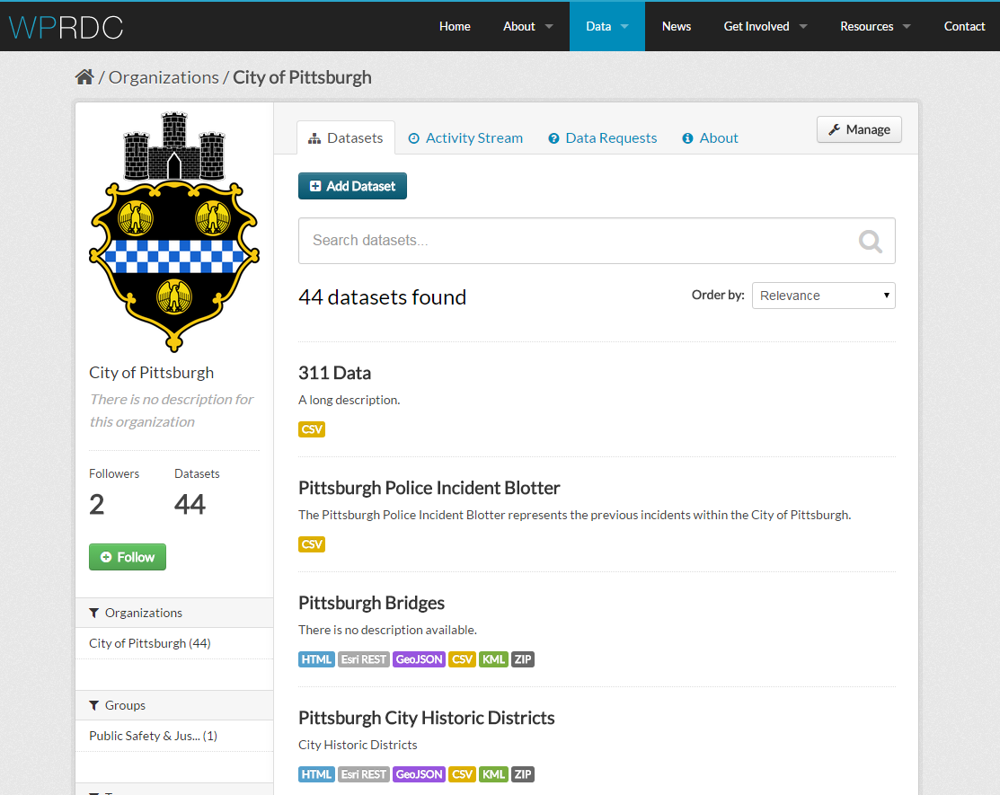 WPRDC
Home About Data News Get Involved Resources Contact
/ Organizations / City of Pittsburgh
Datasets Activity Stream Data Requests About
Manage
Add Dataset
Search datasets...
44 datasets found
Order by: Relevance
City of Pittsburgh
There is no description for
this organization
Followers Datasets
2 44
Follow
Organizations
City of Pittsburgh (44)
Groups
Public Safety & Jus... (1)
311 Data
A long description.
CSV
Pittsburgh Police Incident Blotter
The Pittsburgh Police Incident Blotter represents the previous incidents within the City of Pittsburgh.
CSV
Pittsburgh Bridges
There is no description available.
HTML Esri REST GeoJSON CSV KML ZIP
Pittsburgh City Historic Districts
City Historic Districts
HTML Esri REST GeoJSON CSV KML ZIP